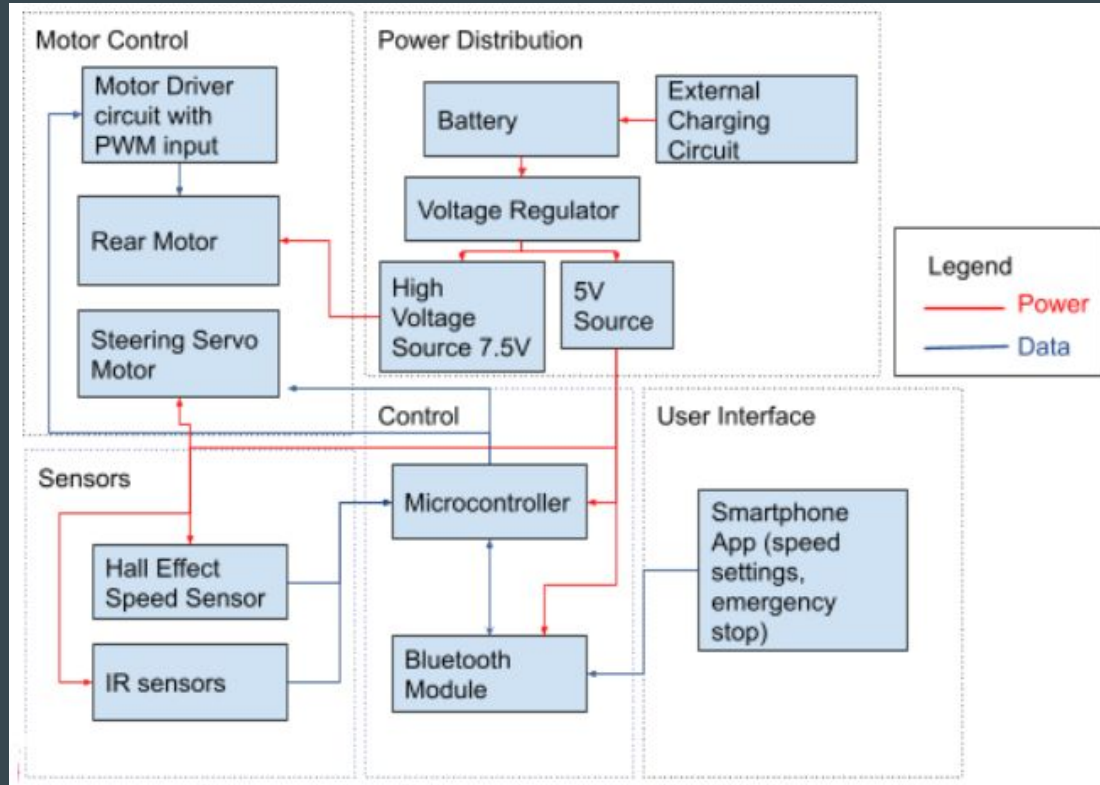 Motor Control
Motor Driver
circuit with
PWM input
Rear Motor
Steering Servo
Motor
Power Distribution
Battery
External
Charging
Circuit
Voltage Regulator
High
Voltage
Source 7.5V
5V
Source
Legend
Power
Data
Sensors
Hall Effect
Speed Sensor
IR sensors
Control
Microcontroller
Bluetooth
Module
User Interface
Smartphone
App (speed
settings,
emergency
stop)